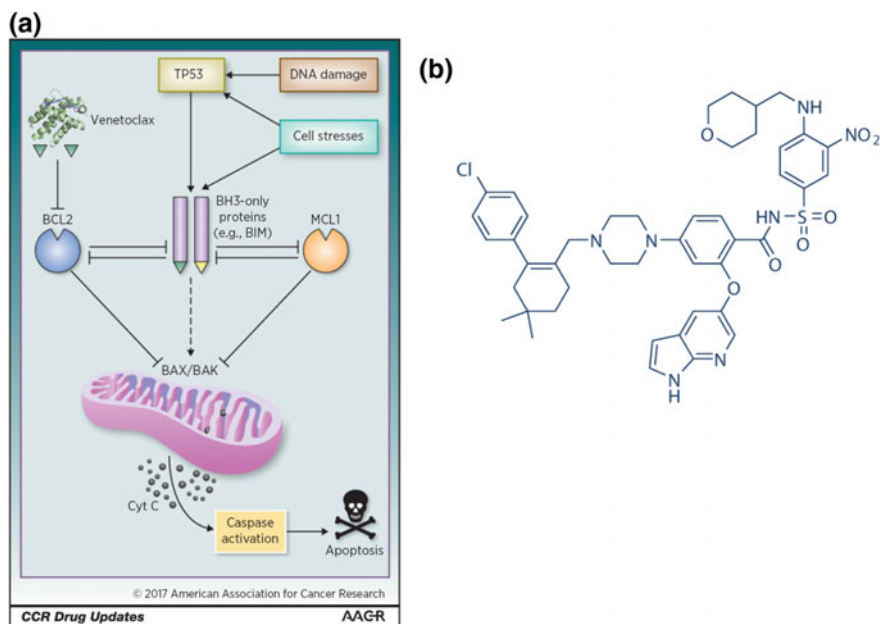 (a)
TP53
DNA damage
Venetoclax
Cell stresses
BCL2
BH3-only
proteins
(e.g., BIM)
MCL1
BAX/BAK
Cyt C
Caspase
activation
Apoptosis
© 2017 American Association for Cancer Research
CCR Drug Updates
AACR
(b)
O
NH
NO2
Cl
HN
S
O
O
N
N
O
O
N
N
H